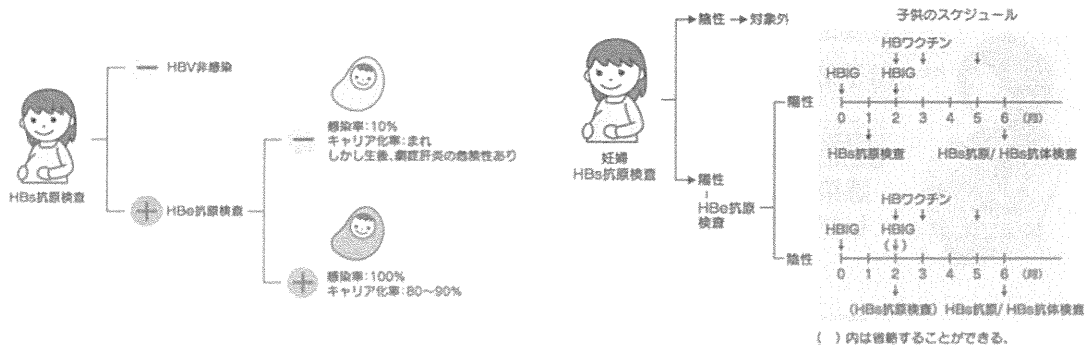 HBs抗原検査
HBV非感染
HBe抗原検査
感染率:10%
キャリア化率:まれ
しかし生後、劇症肝炎の危険性あり
感染率:100%
キャリア化率:80〜90%
妊婦
HBs抗原検査
陰性
対象外
陽性
HBe抗原
検査
子供のスケジュール
陽性
HBワクチン
HBIG
HBIG
0 1 2 3 4 5 6 (月)
HBs抗原検査
HBs抗原/HBs抗体検査
陰性
HBワクチン
HBIG
HBIG
(↓)
0 1 2 3 4 5 6 (月)
(HBs抗原検査)
HBs抗原/HBs抗体検査
( )内は省略することができる。